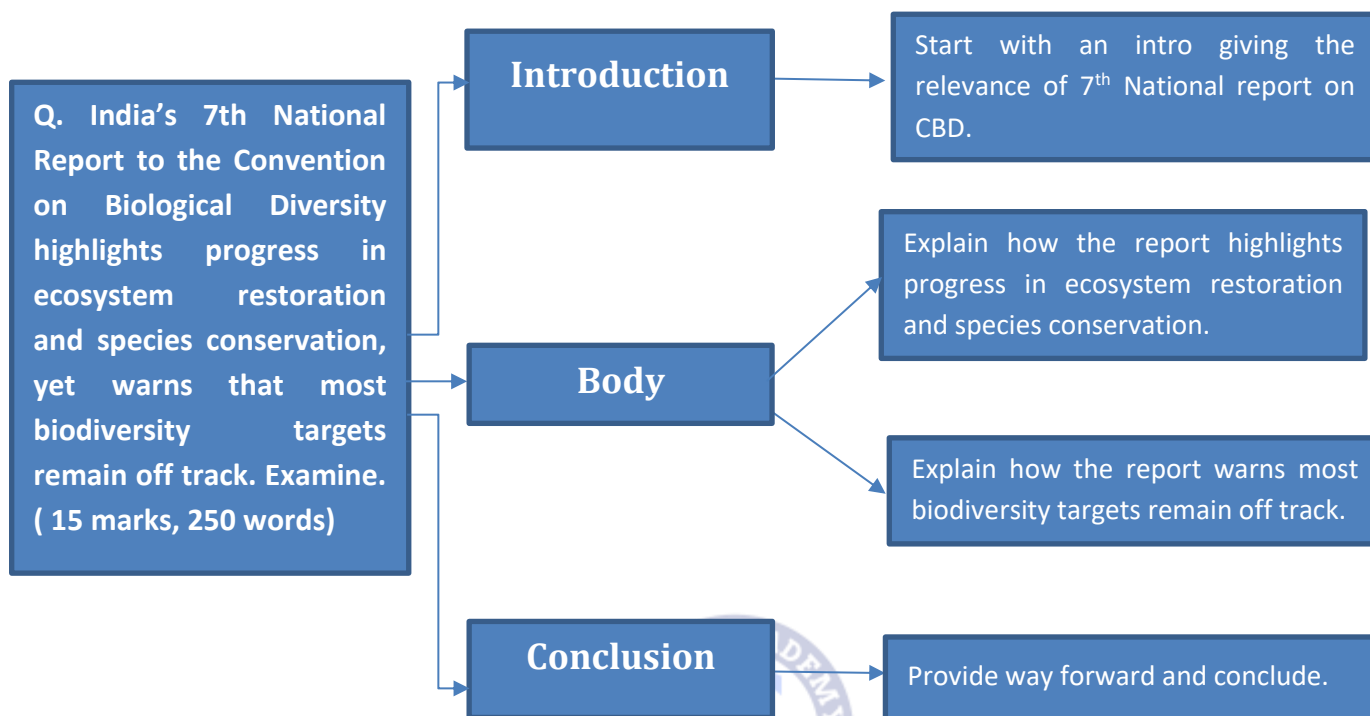 Q. India’s 7th National
Report to the Convention
on Biological Diversity
highlights progress in
ecosystem restoration
and species conservation,
yet warns that most
biodiversity targets
remain off track. Examine.
( 15 marks, 250 words)
Introduction
Start with an intro giving the
relevance of 7th National report on
CBD.
Body
Explain how the report highlights
progress in ecosystem restoration
and species conservation.
Explain how the report warns most
biodiversity targets remain off track.
Conclusion
Provide way forward and conclude.